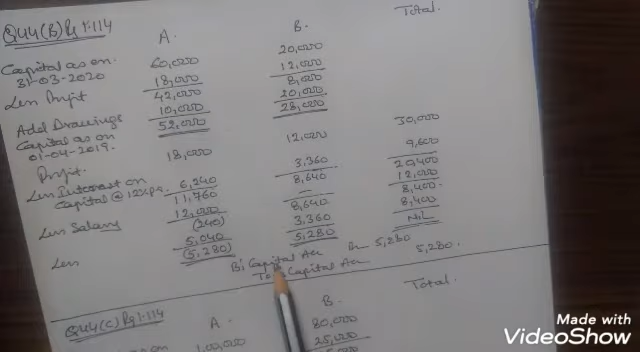 Q44(B) Pg 1.114
A. B. Total.
Capital as on 60,000 20,000
31-03-2020
Less Profit 18,000 12,000
42,000 8,000
Add Drawings 10,000 20,000
Capital as on 52,000 28,000
01-04-2019.
Profit. 18,000 12,000 30,000
Less Interest on 6,240 3,360 9,600
Capital @ 12% p.a. 11,760 8,640 20,400
Less Salary 12,000 — 12,000
(240) 8,640 8,400
Less 5,040 3,360 8,400
(5,280) 5,280 Nil
B's Capital A/c Dr 5,280
To Capital A/c 5,280.
Q44(C) Pg 1.114
A. B. Total.
1,00,000 80,000
25,000
Made with
VideoShow